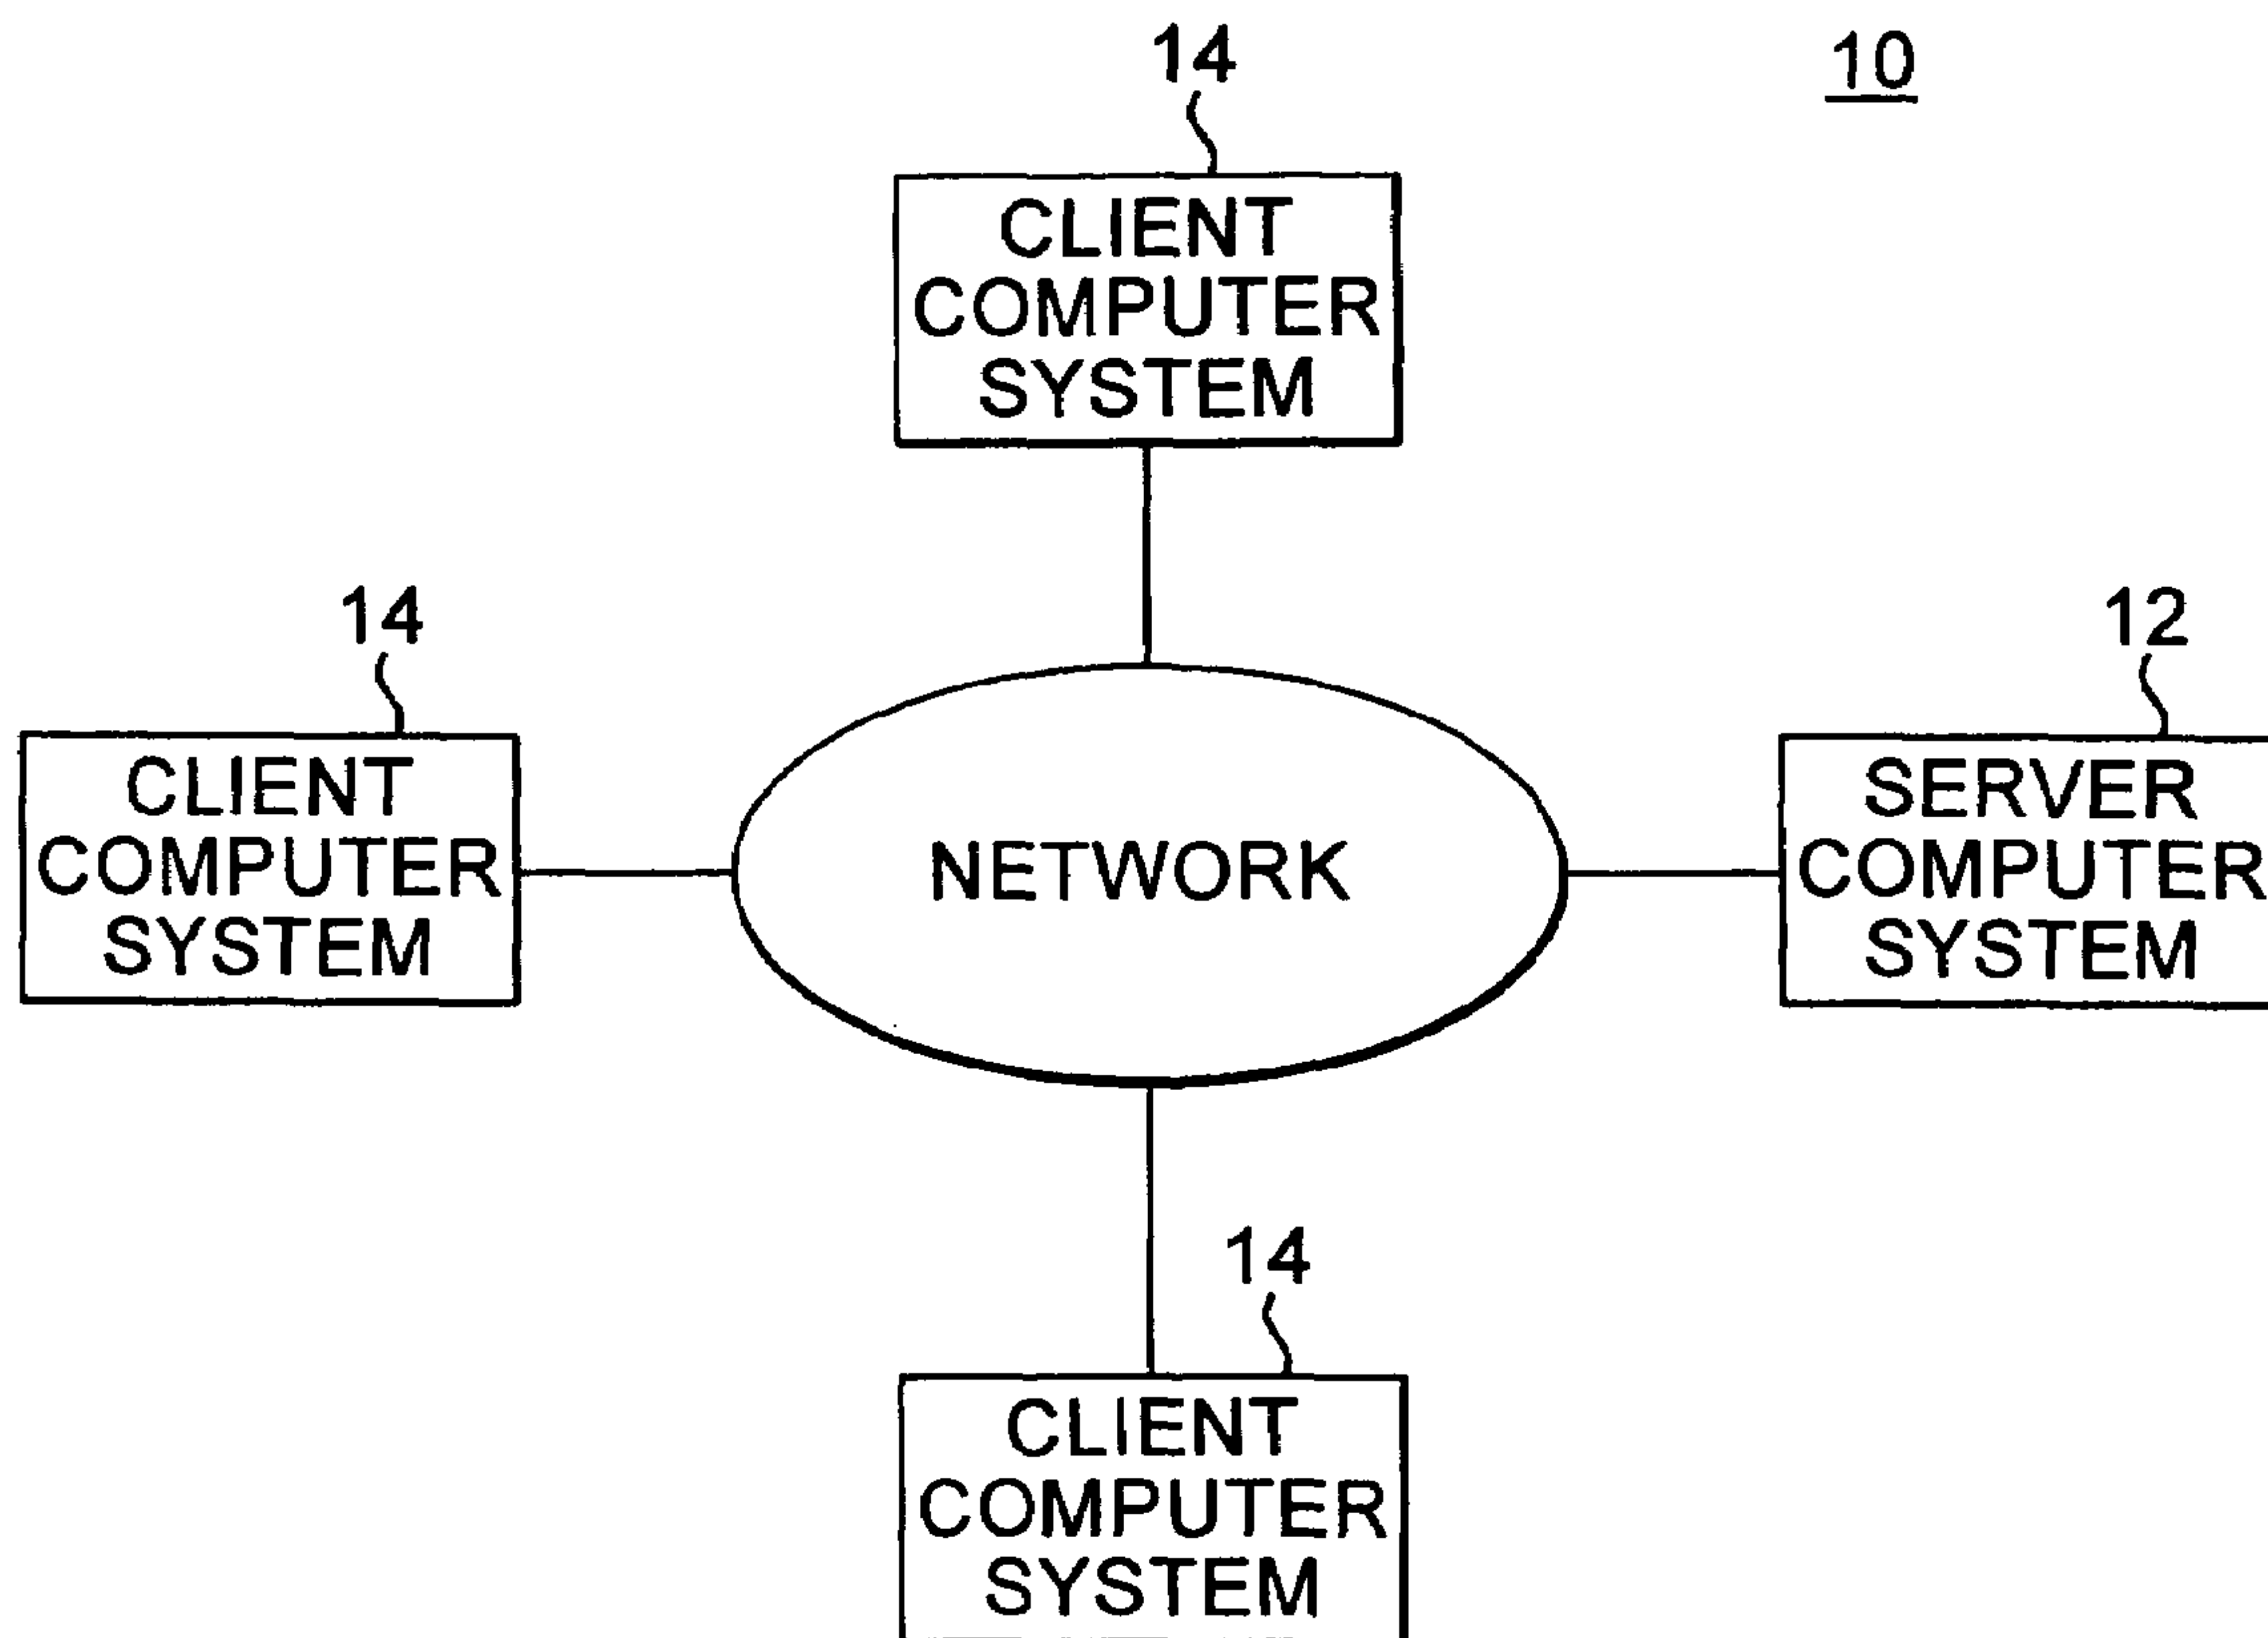 14
10
CLIENT
COMPUTER
SYSTEM
14
12
CLIENT
COMPUTER
SYSTEM
NETWORK
SERVER
COMPUTER
SYSTEM
14
CLIENT
COMPUTER
SYSTEM